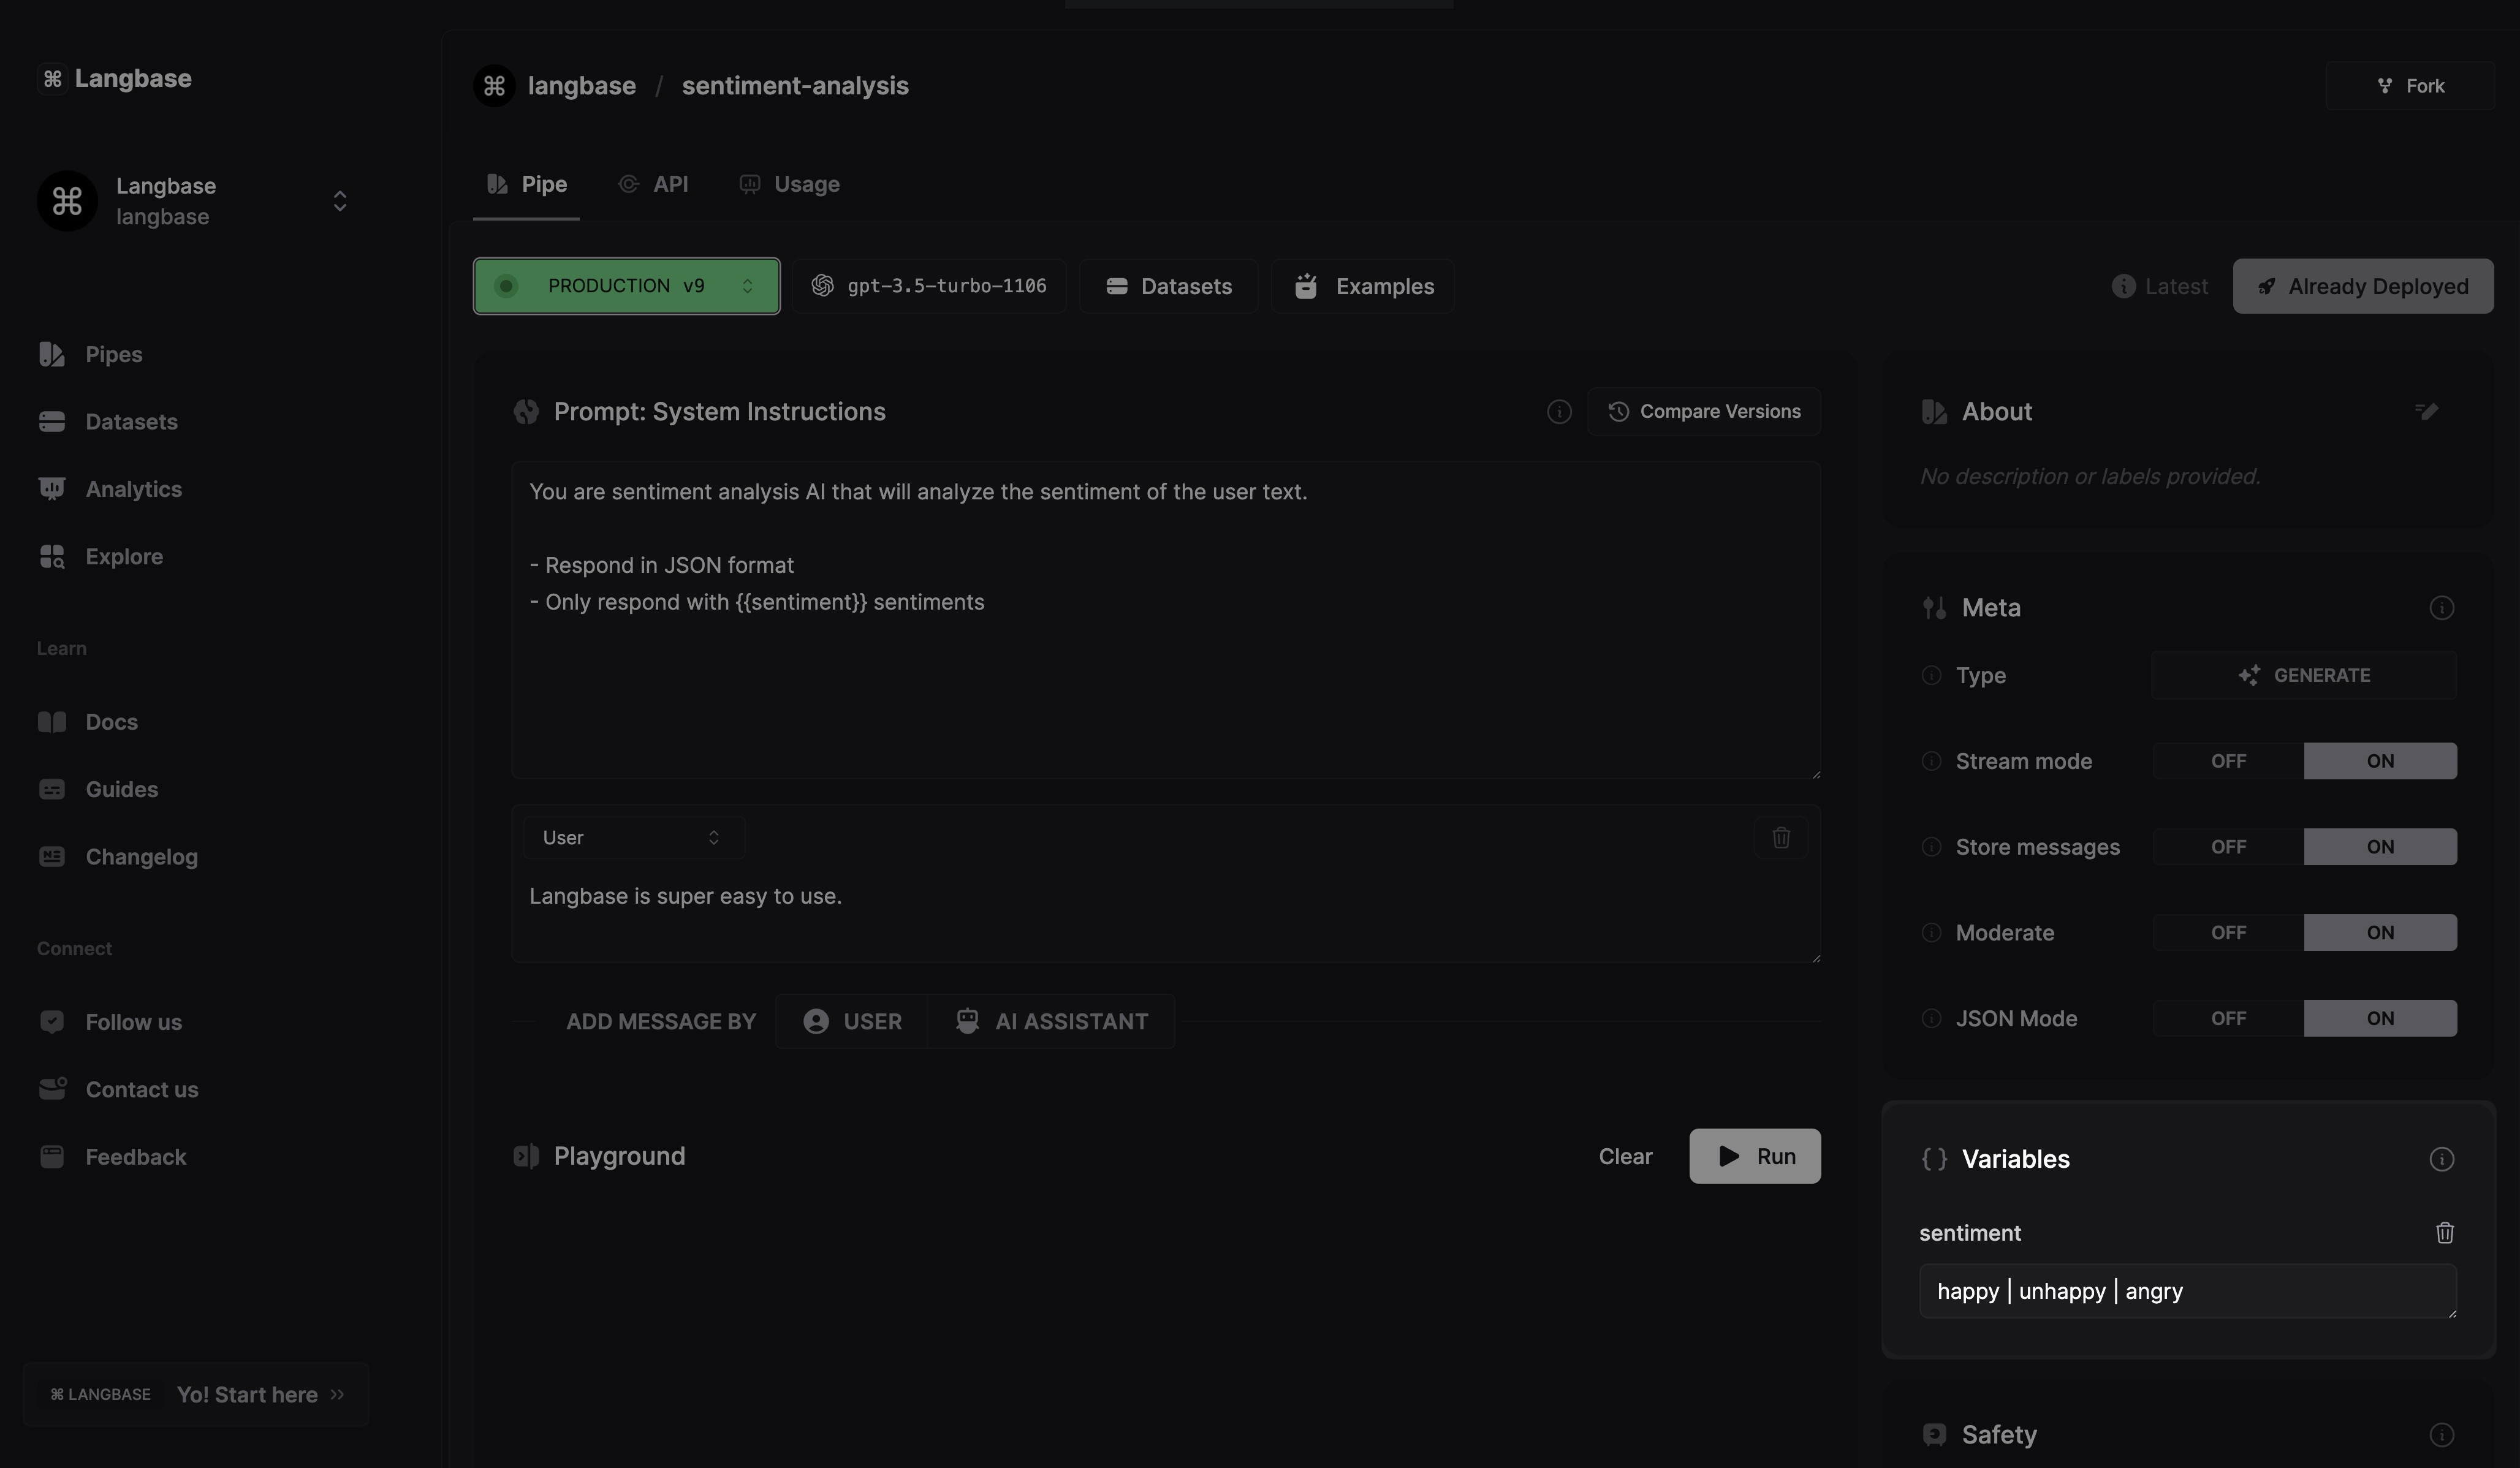 Langbase
langbase / sentiment-analysis
Fork
Langbase
langbase
Pipe
API
Usage
PRODUCTION v9
gpt-3.5-turbo-1106
Datasets
Examples
Latest
Already Deployed
Pipes
Datasets
Analytics
Explore
Learn
Docs
Guides
Changelog
Connect
Follow us
Contact us
Feedback
⌘ LANGBASE Yo! Start here >>
Prompt: System Instructions
Compare Versions
You are sentiment analysis AI that will analyze the sentiment of the user text.
- Respond in JSON format
- Only respond with {{sentiment}} sentiments
User
Langbase is super easy to use.
ADD MESSAGE BY USER AI ASSISTANT
Playground
Clear
Run
About
No description or labels provided.
Meta
Type GENERATE
Stream mode OFF ON
Store messages OFF ON
Moderate OFF ON
JSON Mode OFF ON
{ } Variables
sentiment
happy | unhappy | angry
Safety